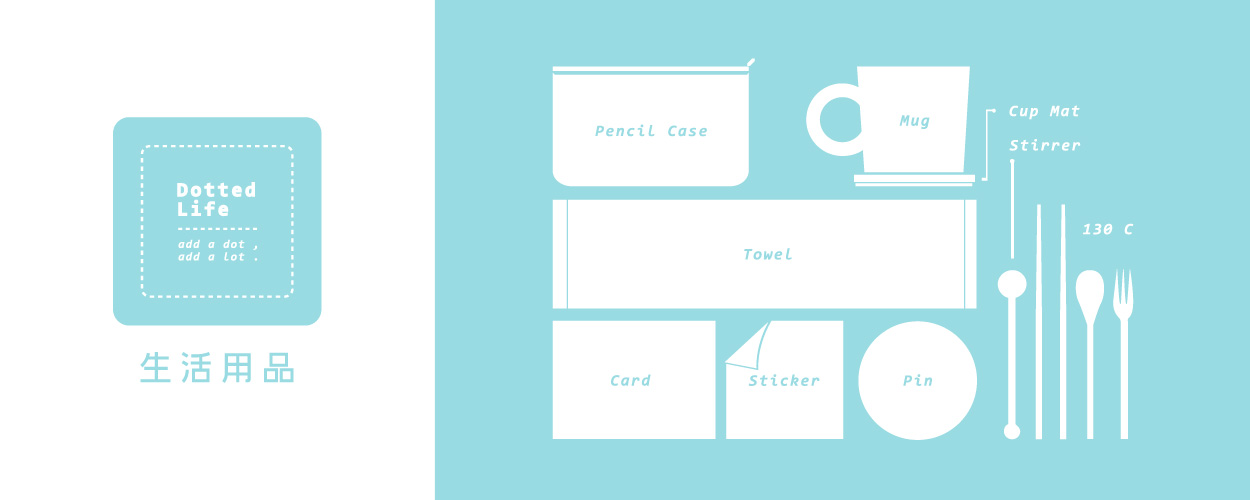 Dotted
Life
add a dot ,
add a lot .
生活用品
Pencil Case
Mug
Cup Mat
Stirrer
130 C
Towel
Card
Sticker
Pin